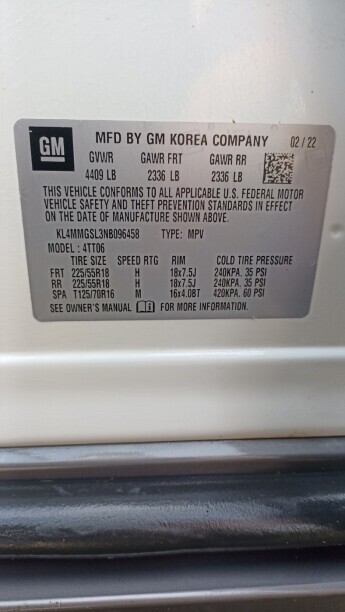 GM
MFD BY GM KOREA COMPANY 02 / 22
GVWR GAWR FRT GAWR RR
4409 LB 2336 LB 2336 LB
THIS VEHICLE CONFORMS TO ALL APPLICABLE U.S. FEDERAL MOTOR
VEHICLE SAFETY AND THEFT PREVENTION STANDARDS IN EFFECT
ON THE DATE OF MANUFACTURE SHOWN ABOVE.
KL4MMGSL3NB096458 TYPE: MPV
MODEL : 4TT06
TIRE SIZE SPEED RTG RIM COLD TIRE PRESSURE
FRT 225/55R18 H 18x7.5J 240KPA, 35 PSI
RR 225/55R18 H 18x7.5J 240KPA, 35 PSI
SPA T125/70R16 M 16x4.0BT 420KPA, 60 PSI
SEE OWNER'S MANUAL FOR MORE INFORMATION.